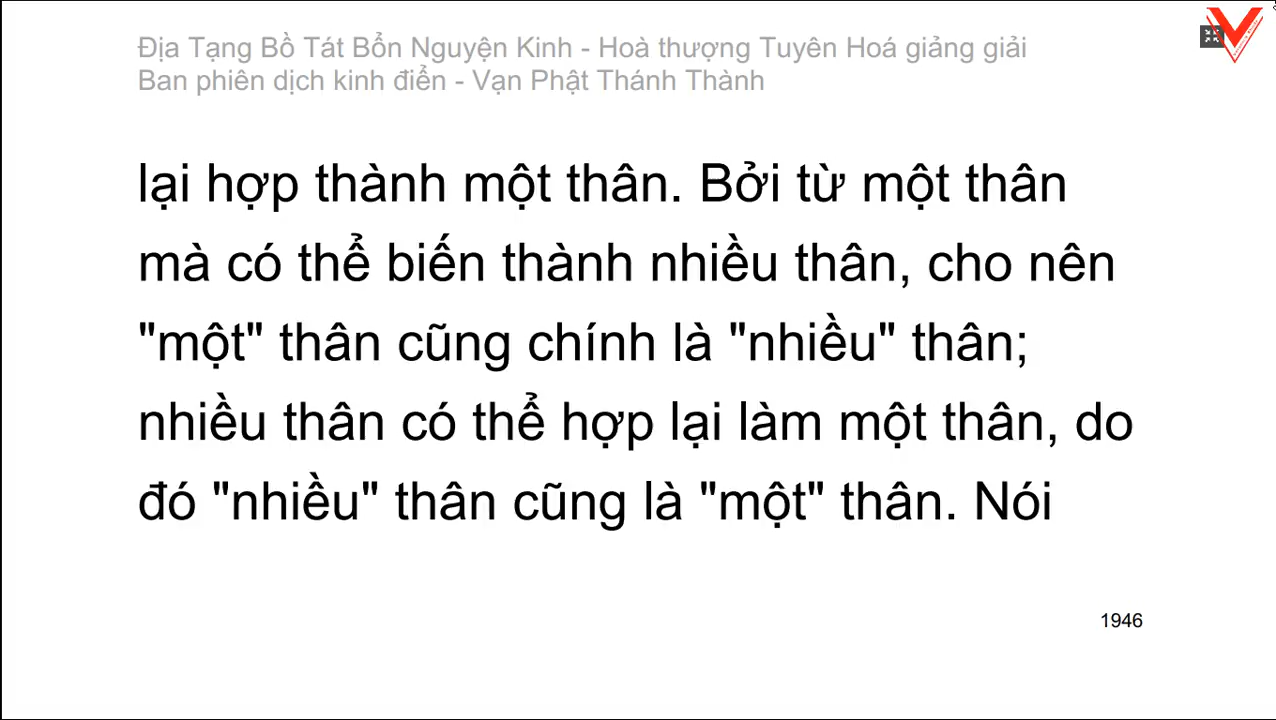 Địa Tạng Bồ Tát Bổn Nguyện Kinh - Hoà thượng Tuyên Hoá giảng giải
Ban phiên dịch kinh điển - Vạn Phật Thánh Thành
lại hợp thành một thân. Bởi từ một thân
mà có thể biến thành nhiều thân, cho nên
"một" thân cũng chính là "nhiều" thân;
nhiều thân có thể hợp lại làm một thân, do
đó "nhiều" thân cũng là "một" thân. Nói
1946